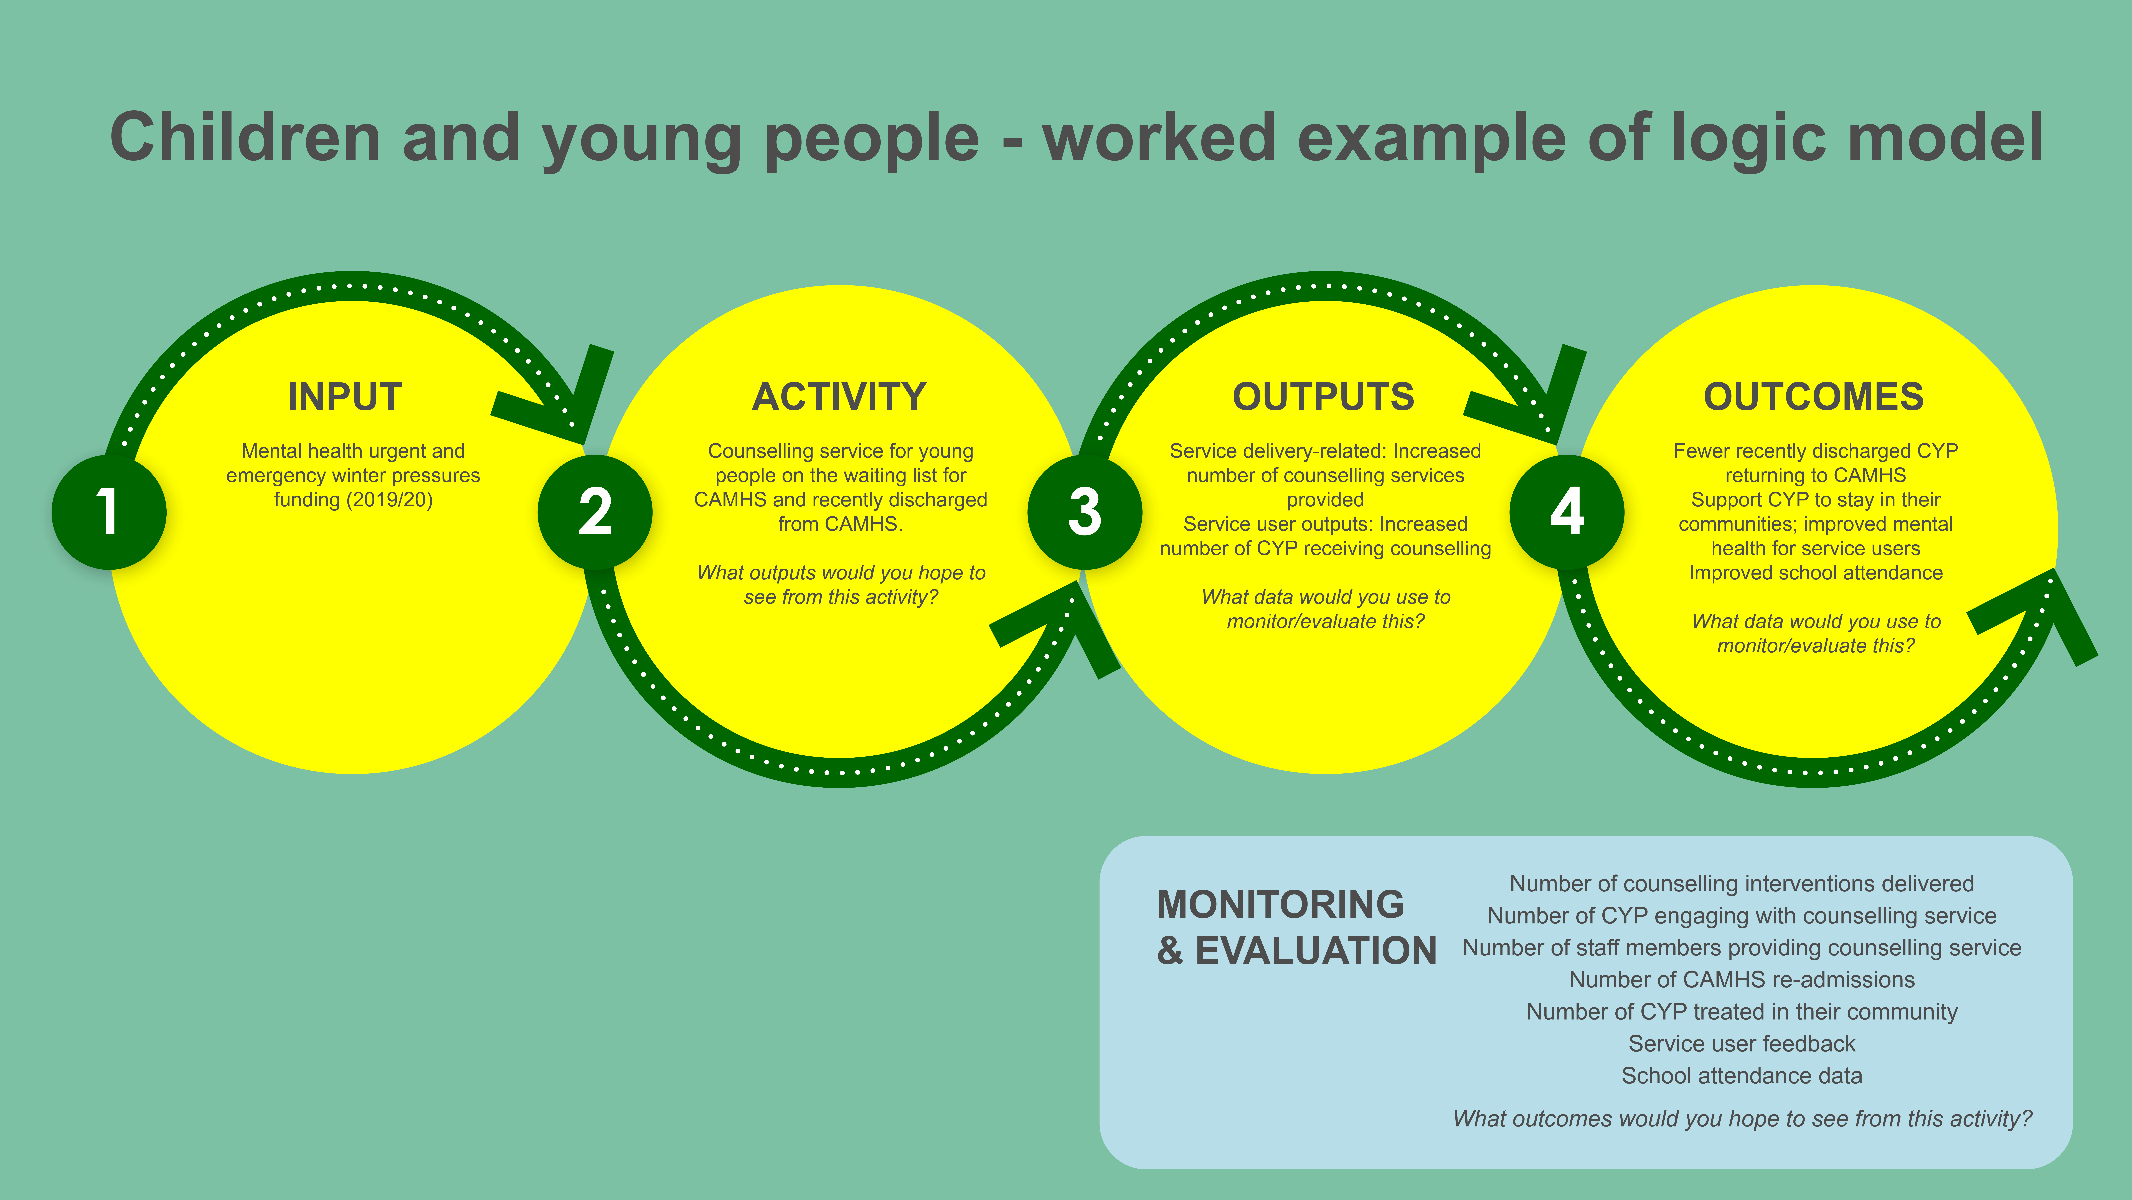 Children and young people - worked example of logic model
1
INPUT
Mental health urgent and
emergency winter pressures
funding (2019/20)
2
ACTIVITY
Counselling service for young
people on the waiting list for
CAMHS and recently discharged
from CAMHS.
What outputs would you hope to
see from this activity?
3
OUTPUTS
Service delivery-related: Increased
number of counselling services
provided
Service user outputs: Increased
number of CYP receiving counselling
What data would you use to
monitor/evaluate this?
4
OUTCOMES
Fewer recently discharged CYP
returning to CAMHS
Support CYP to stay in their
communities; improved mental
health for service users
Improved school attendance
What data would you use to
monitor/evaluate this?
MONITORING
& EVALUATION
Number of counselling interventions delivered
Number of CYP engaging with counselling service
Number of staff members providing counselling service
Number of CAMHS re-admissions
Number of CYP treated in their community
Service user feedback
School attendance data
What outcomes would you hope to see from this activity?